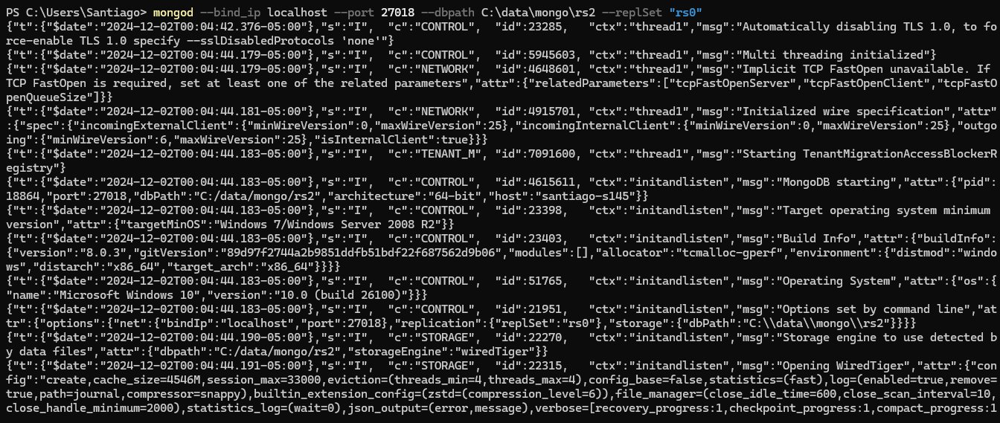 PS C:\Users\Santiago> mongod --bind_ip localhost --port 27018 --dbpath C:\data\mongo\rs2 --replSet "rs0"
{"t":{"$date":"2024-12-02T00:04:42.376-05:00"},"s":"I",  "c":"CONTROL",  "id":23285,   "ctx":"thread1","msg":"Automatically disabling TLS 1.0, to fo
rce-enable TLS 1.0 specify --sslDisabledProtocols 'none'"}
{"t":{"$date":"2024-12-02T00:04:44.179-05:00"},"s":"I",  "c":"CONTROL",  "id":5945603, "ctx":"thread1","msg":"Multi threading initialized"}
{"t":{"$date":"2024-12-02T00:04:44.179-05:00"},"s":"I",  "c":"NETWORK",  "id":4648601, "ctx":"thread1","msg":"Implicit TCP FastOpen unavailable. If 
TCP FastOpen is required, set at least one of the related parameters","attr":{"relatedParameters":["tcpFastOpenServer","tcpFastOpenClient","tcpFastO
penQueueSize"]}}
{"t":{"$date":"2024-12-02T00:04:44.181-05:00"},"s":"I",  "c":"NETWORK",  "id":4915701, "ctx":"thread1","msg":"Initialized wire specification","attr"
:{"spec":{"incomingExternalClient":{"minWireVersion":0,"maxWireVersion":25},"incomingInternalClient":{"minWireVersion":0,"maxWireVersion":25},"outgo
ing":{"minWireVersion":6,"maxWireVersion":25},"isInternalClient":true}}}
{"t":{"$date":"2024-12-02T00:04:44.183-05:00"},"s":"I",  "c":"TENANT_M", "id":7091600, "ctx":"thread1","msg":"Starting TenantMigrationAccessBlockerR
egistry"}
{"t":{"$date":"2024-12-02T00:04:44.183-05:00"},"s":"I",  "c":"CONTROL",  "id":4615611, "ctx":"initandlisten","msg":"MongoDB starting","attr":{"pid":
18864,"port":27018,"dbPath":"C:/data/mongo/rs2","architecture":"64-bit","host":"santiago-s145"}}
{"t":{"$date":"2024-12-02T00:04:44.183-05:00"},"s":"I",  "c":"CONTROL",  "id":23398,   "ctx":"initandlisten","msg":"Target operating system minimum 
version","attr":{"targetMinOS":"Windows 7/Windows Server 2008 R2"}}
{"t":{"$date":"2024-12-02T00:04:44.183-05:00"},"s":"I",  "c":"CONTROL",  "id":23403,   "ctx":"initandlisten","msg":"Build Info","attr":{"buildInfo":
{"version":"8.0.3","gitVersion":"89d97f2744a2b9851ddfb51bdf22f687562d9b06","modules":[],"allocator":"tcmalloc-gperf","environment":{"distmod":"windo
ws","distarch":"x86_64","target_arch":"x86_64"}}}}
{"t":{"$date":"2024-12-02T00:04:44.183-05:00"},"s":"I",  "c":"CONTROL",  "id":51765,   "ctx":"initandlisten","msg":"Operating System","attr":{"os":{
"name":"Microsoft Windows 10","version":"10.0 (build 26100)"}}}
{"t":{"$date":"2024-12-02T00:04:44.183-05:00"},"s":"I",  "c":"CONTROL",  "id":21951,   "ctx":"initandlisten","msg":"Options set by command line","at
tr":{"options":{"net":{"bindIp":"localhost","port":27018},"replication":{"replSet":"rs0"},"storage":{"dbPath":"C:\\data\\mongo\\rs2"}}}}
{"t":{"$date":"2024-12-02T00:04:44.190-05:00"},"s":"I",  "c":"STORAGE",  "id":22270,   "ctx":"initandlisten","msg":"Storage engine to use detected b
y data files","attr":{"dbpath":"C:/data/mongo/rs2","storageEngine":"wiredTiger"}}
{"t":{"$date":"2024-12-02T00:04:44.191-05:00"},"s":"I",  "c":"STORAGE",  "id":22315,   "ctx":"initandlisten","msg":"Opening WiredTiger","attr":{"con
fig":"create,cache_size=4546M,session_max=33000,eviction=(threads_min=4,threads_max=4),config_base=false,statistics=(fast),log=(enabled=true,remove=
true,path=journal,compressor=snappy),builtin_extension_config=(zstd=(compression_level=6)),file_manager=(close_idle_time=600,close_scan_interval=10,
close_handle_minimum=2000),statistics_log=(wait=0),json_output=(error,message),verbose=[recovery_progress:1,checkpoint_progress:1,compact_progress:1